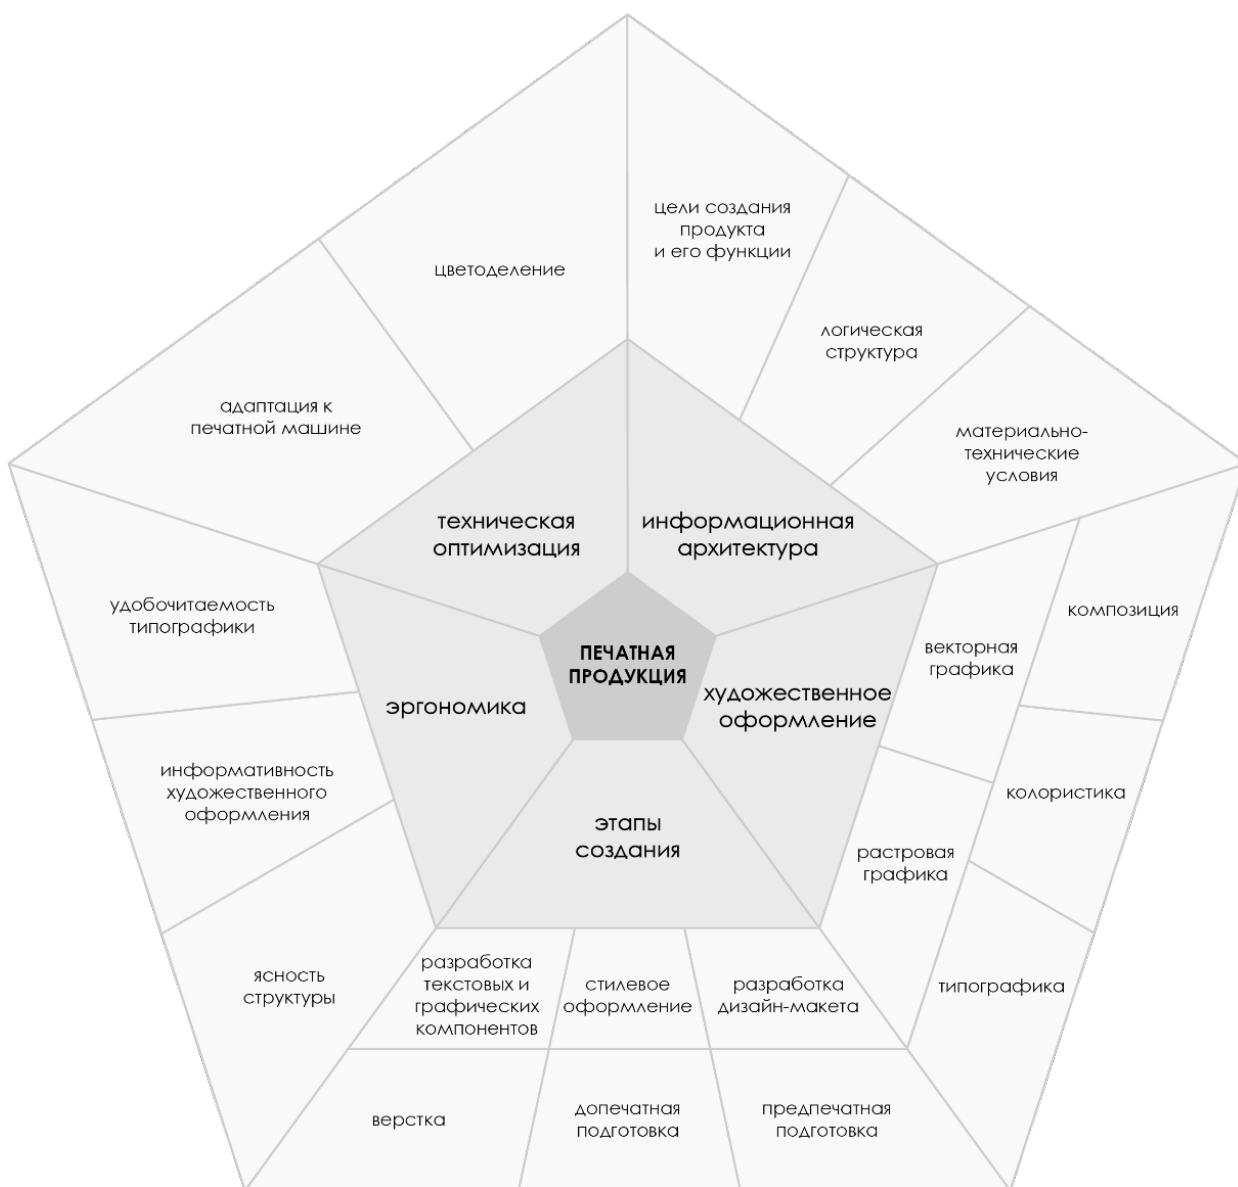 цели создания
продукта
и его функции
цветоделение
логическая
структура
адаптация к
печатной машине
материально-
технические
условия
техническая
оптимизация
информационная
архитектура
удобочитаемость
типографики
композиция
векторная
графика
ПЕЧАТНАЯ
ПРОДУКЦИЯ
эргономика
художественное
оформление
информативность
художественного
оформления
колористика
этапы
создания
растровая
графика
ясность
структуры
разработка
текстовых и
графических
компонентов
стилевое
оформление
разработка
дизайн-макета
типографика
верстка
допечатная
подготовка
предпечатная
подготовка